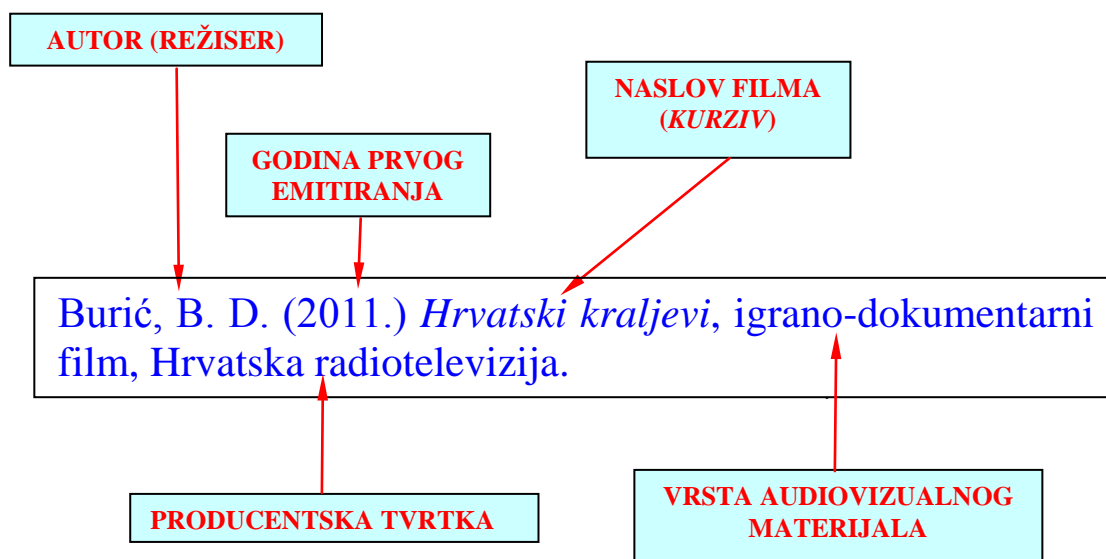 AUTOR (REŽISER)
NASLOV FILMA
(KURZIV)
GODINA PRVOG
EMITIRANJA
Burić, B. D. (2011.) Hrvatski kraljevi, igrano-dokumentarni
film, Hrvatska radiotelevizija.
PRODUCENTSKA TVRTKA
VRSTA AUDIOVIZUALNOG
MATERIJALA